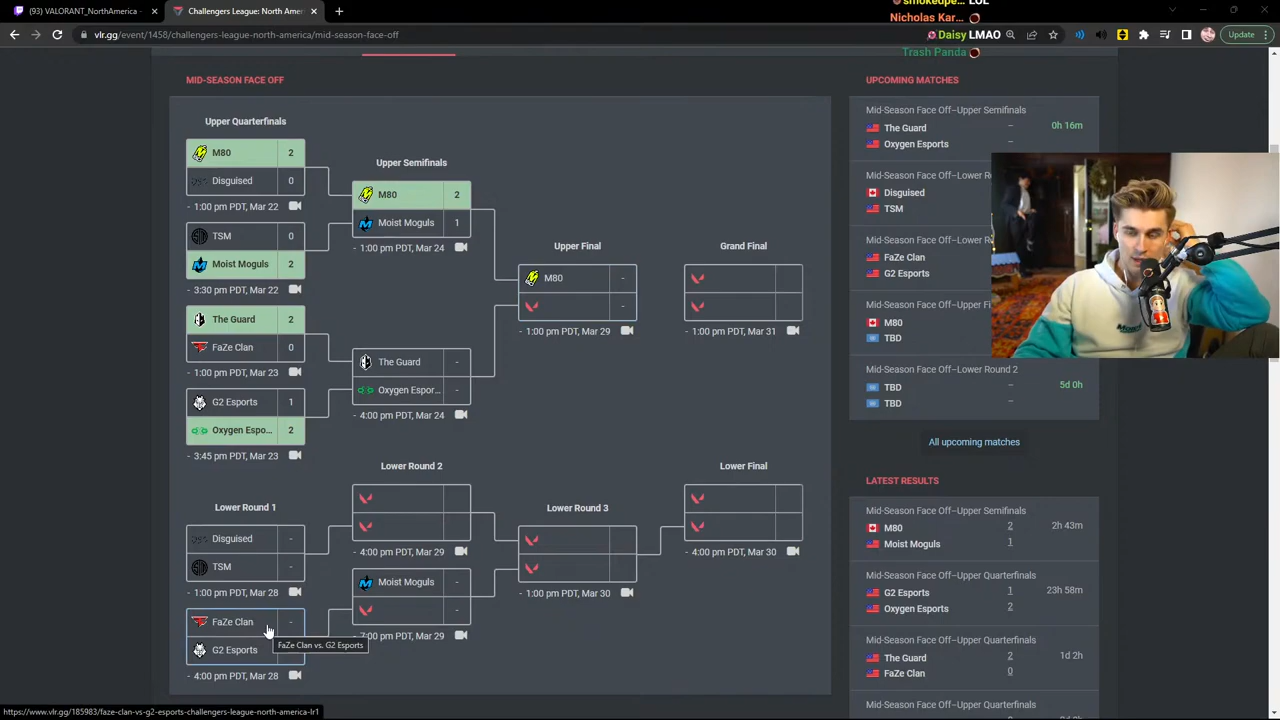 (93) VALORANT_NorthAmerica -
Challengers League: North Amer
smokedpe... LOL
Nicholas Kar...
Daisy LMAO
Trash Panda
vlr.gg/event/1458/challengers-league-north-america/mid-season-face-off
Update
MID-SEASON FACE OFF
Upper Quarterfinals
M80 2
Disguised 0
- 1:00 pm PDT, Mar 22
TSM 0
Moist Moguls 2
- 3:30 pm PDT, Mar 22
The Guard 2
FaZe Clan 0
- 1:00 pm PDT, Mar 23
G2 Esports 1
Oxygen Espo... 2
- 3:45 pm PDT, Mar 23
Upper Semifinals
M80 2
Moist Moguls 1
- 1:00 pm PDT, Mar 24
The Guard -
Oxygen Espor... -
- 4:00 pm PDT, Mar 24
Upper Final
M80 -
-
- 1:00 pm PDT, Mar 29
Grand Final
- 1:00 pm PDT, Mar 31
Lower Round 1
Disguised -
TSM -
- 1:00 pm PDT, Mar 28
FaZe Clan -
G2 Esports
FaZe Clan vs. G2 Esports
- 4:00 pm PDT, Mar 28
Lower Round 2
- 4:00 pm PDT, Mar 29
Moist Moguls -
-
7:00 pm PDT, Mar 29
Lower Round 3
- 1:00 pm PDT, Mar 30
Lower Final
- 4:00 pm PDT, Mar 30
UPCOMING MATCHES
Mid-Season Face Off–Upper Semifinals
The Guard – 0h 16m
Oxygen Esports –
Mid-Season Face Off–Lower Ro
Disguised
TSM
Mid-Season Face Off–Lower Ro
FaZe Clan
G2 Esports
Mid-Season Face Off–Upper Fi
M80
TBD
Mid-Season Face Off–Lower Round 2
TBD – 5d 0h
TBD –
All upcoming matches
LATEST RESULTS
Mid-Season Face Off–Upper Semifinals
M80 2 2h 43m
Moist Moguls 1
Mid-Season Face Off–Upper Quarterfinals
G2 Esports 1 23h 58m
Oxygen Esports 2
Mid-Season Face Off–Upper Quarterfinals
The Guard 2 1d 2h
FaZe Clan 0
Mid-Season Face Off–Upper Quarterfinals
https://www.vlr.gg/185983/faze-clan-vs-g2-esports-challengers-league-north-america-lr1